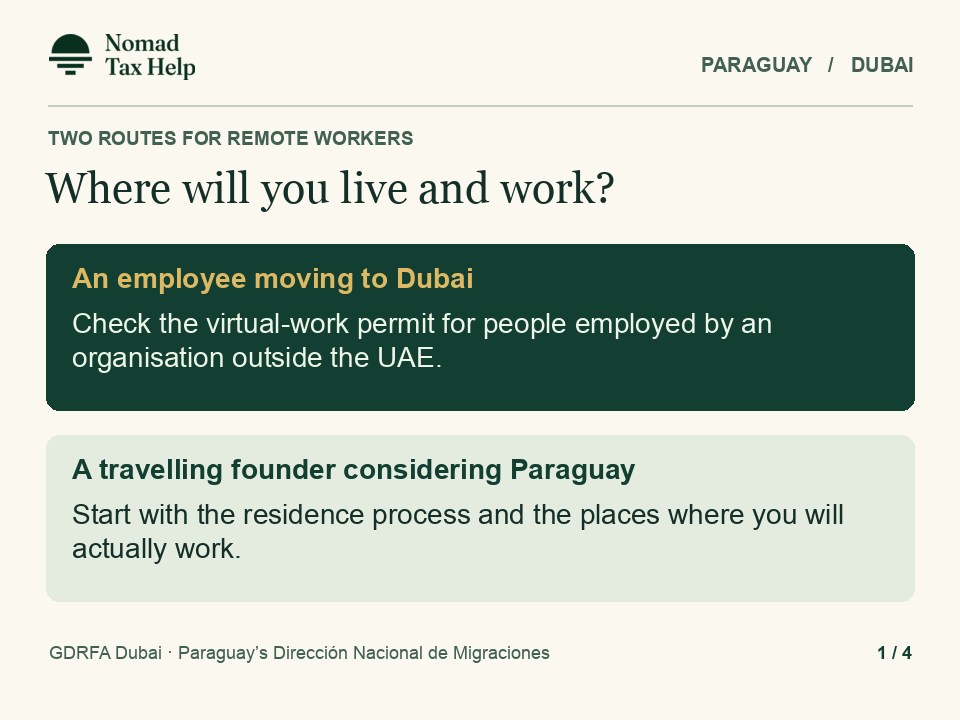 Nomad
Tax Help
PARAGUAY / DUBAI
TWO ROUTES FOR REMOTE WORKERS
Where will you live and work?
An employee moving to Dubai
Check the virtual-work permit for people employed by an
organisation outside the UAE.
A travelling founder considering Paraguay
Start with the residence process and the places where you will
actually work.
GDRFA Dubai · Paraguay’s Dirección Nacional de Migraciones
1 / 4